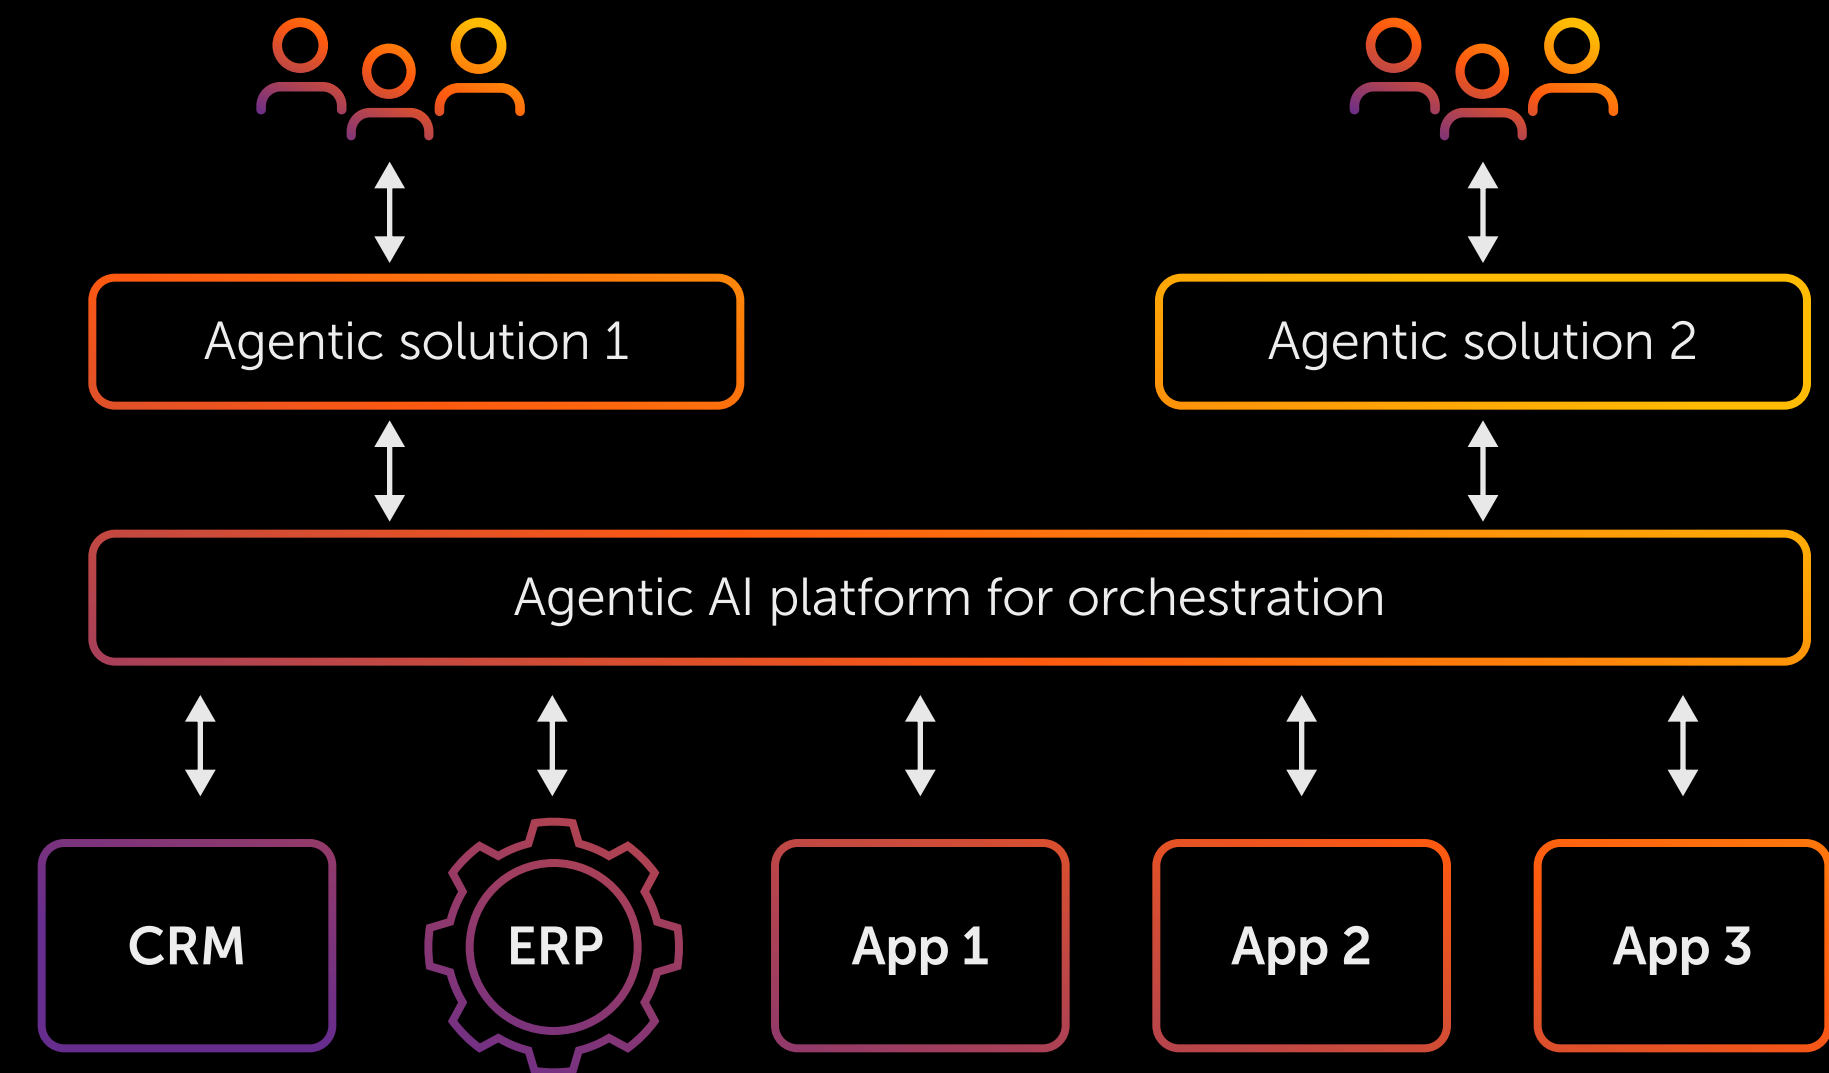 Agentic solution 1
Agentic solution 2
Agentic AI platform for orchestration
CRM
ERP
App 1
App 2
App 3